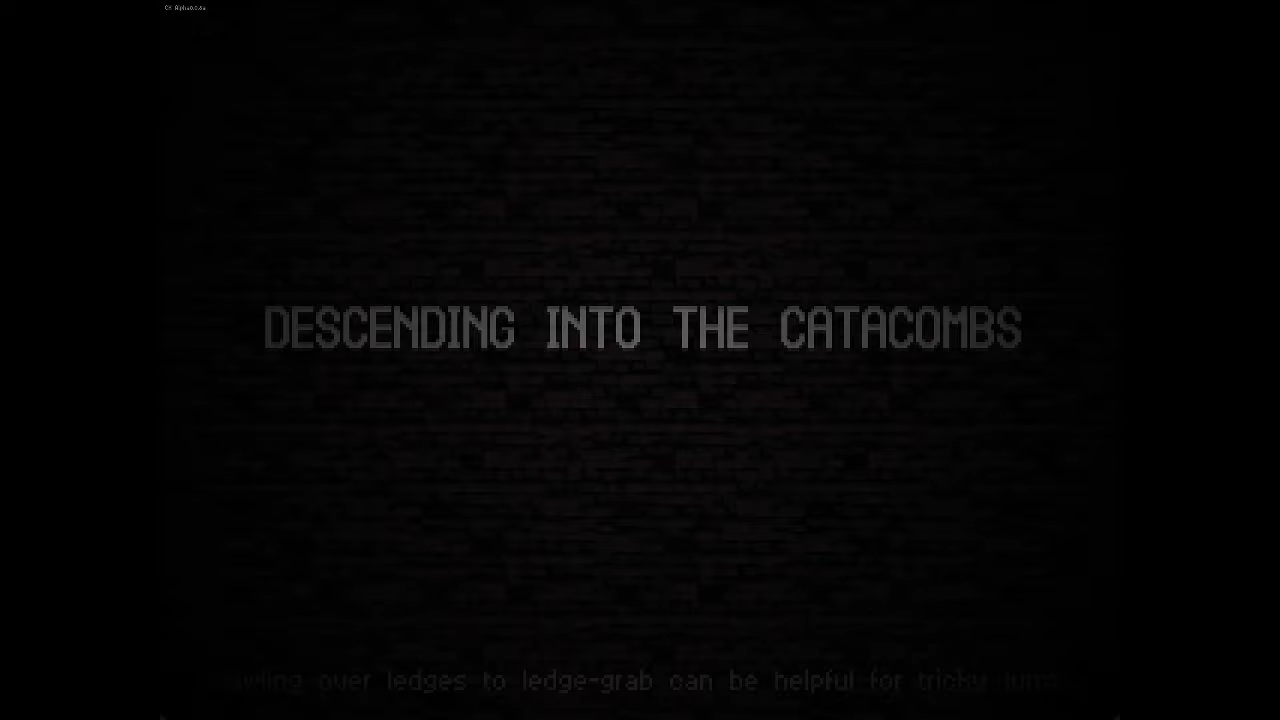 DESCENDING INTO THE CATACOMBS
over ledges to ledge-grab can be helpful for tricky